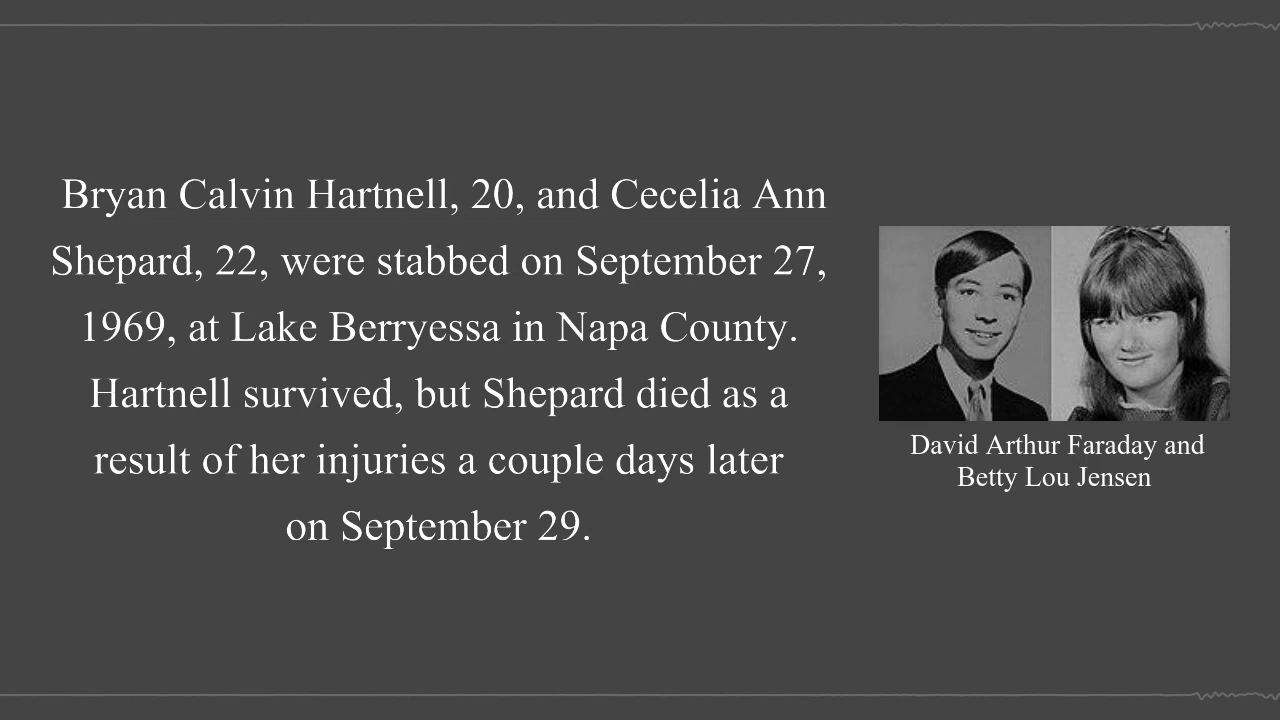 Bryan Calvin Hartnell, 20, and Cecelia Ann
Shepard, 22, were stabbed on September 27,
1969, at Lake Berryessa in Napa County.
Hartnell survived, but Shepard died as a
result of her injuries a couple days later
on September 29.
David Arthur Faraday and
Betty Lou Jensen